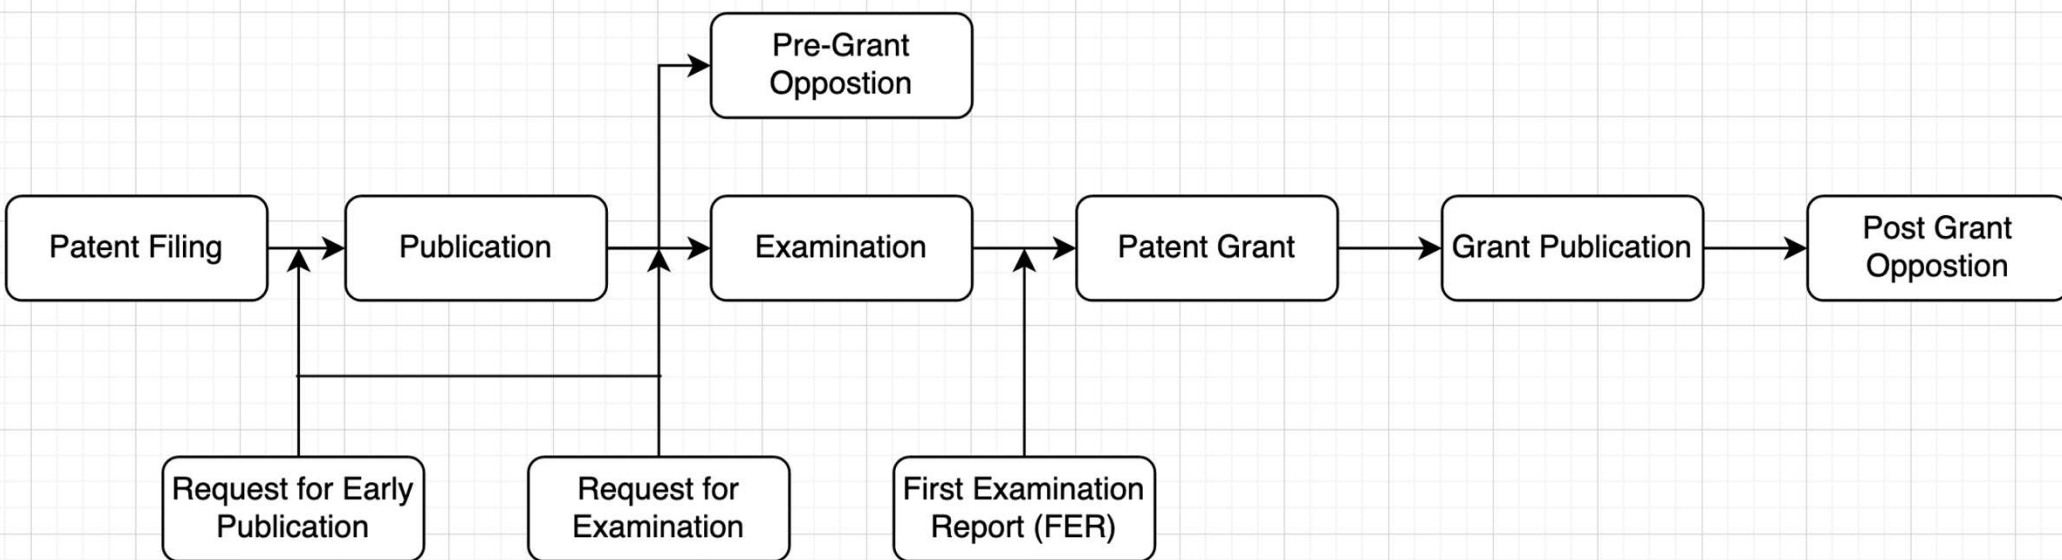 Pre-Grant
Oppostion
Patent Filing
Publication
Examination
Patent Grant
Grant Publication
Post Grant
Oppostion
Request for Early
Publication
Request for
Examination
First Examination
Report (FER)